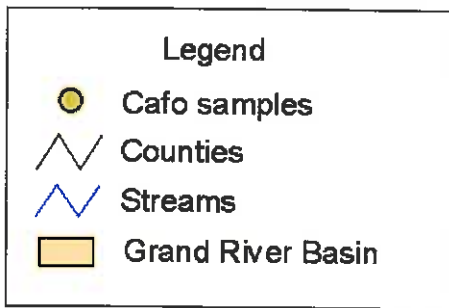 Legend
Cafo samples
Counties
Streams
Grand River Basin